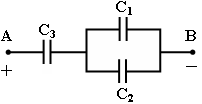 C₁
A C₃ B
+ −
C₂